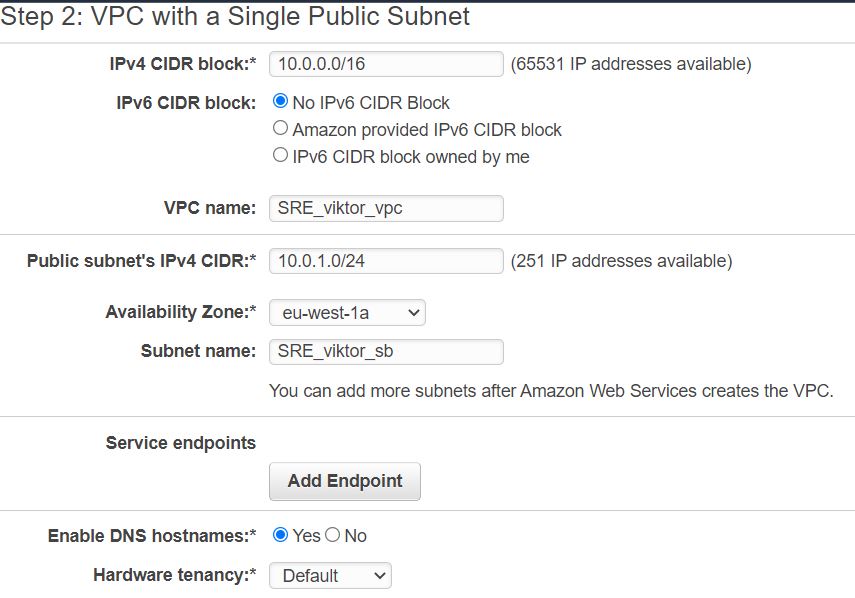 Step 2: VPC with a Single Public Subnet
IPv4 CIDR block:* 10.0.0.0/16 (65531 IP addresses available)
IPv6 CIDR block: No IPv6 CIDR Block
Amazon provided IPv6 CIDR block
IPv6 CIDR block owned by me
VPC name: SRE_viktor_vpc
Public subnet's IPv4 CIDR:* 10.0.1.0/24 (251 IP addresses available)
Availability Zone:* eu-west-1a
Subnet name: SRE_viktor_sb
You can add more subnets after Amazon Web Services creates the VPC.
Service endpoints
Add Endpoint
Enable DNS hostnames:* Yes No
Hardware tenancy:* Default